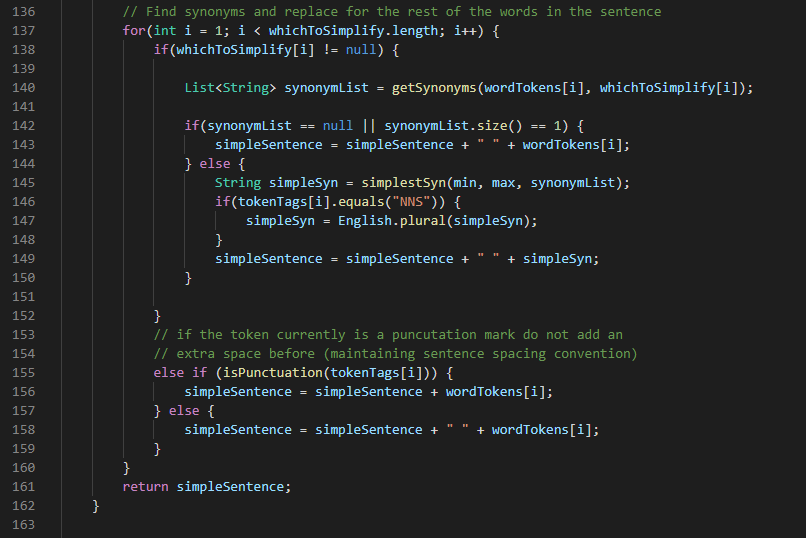 136 // Find synonyms and replace for the rest of the words in the sentence
137 for(int i = 1; i < whichToSimplify.length; i++) {
138 if(whichToSimplify[i] != null) {
139
140 List<String> synonymList = getSynonyms(wordTokens[i], whichToSimplify[i]);
141
142 if(synonymList == null || synonymList.size() == 1) {
143 simpleSentence = simpleSentence + " " + wordTokens[i];
144 } else {
145 String simpleSyn = simplestSyn(min, max, synonymList);
146 if(tokenTags[i].equals("NNS")) {
147 simpleSyn = English.plural(simpleSyn);
148 }
149 simpleSentence = simpleSentence + " " + simpleSyn;
150 }
151
152 }
153 // if the token currently is a puncutation mark do not add an
154 // extra space before (maintaining sentence spacing convention)
155 else if (isPunctuation(tokenTags[i])) {
156 simpleSentence = simpleSentence + wordTokens[i];
157 } else {
158 simpleSentence = simpleSentence + " " + wordTokens[i];
159 }
160 }
161 return simpleSentence;
162 }
163